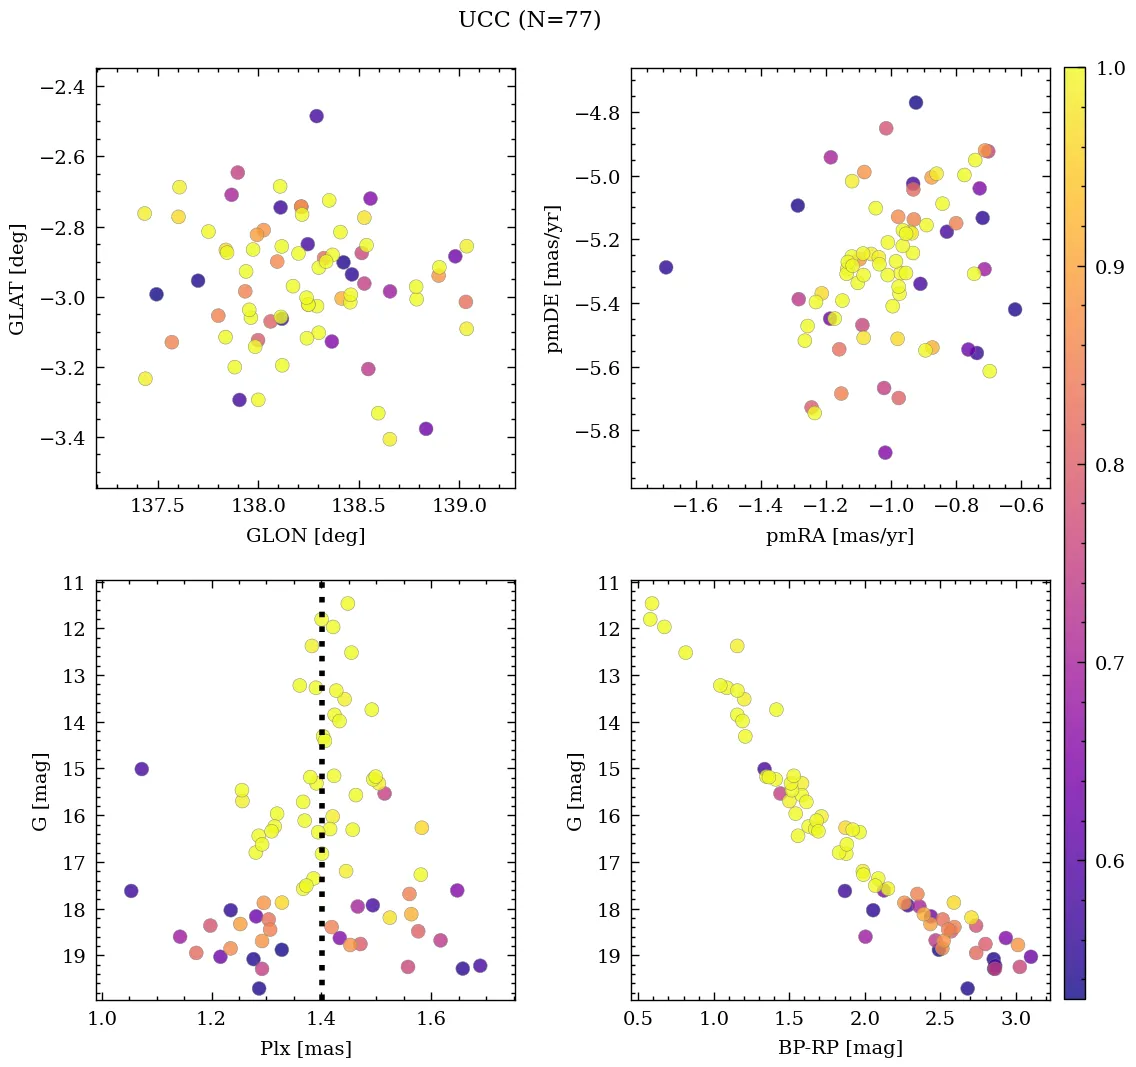 UCC (N=77)
−2.4
−2.6
−2.8
−3.0
−3.2
−3.4
GLAT [deg]
137.5 138.0 138.5 139.0
GLON [deg]
−4.8
−5.0
−5.2
−5.4
−5.6
−5.8
pmDE [mas/yr]
−1.6 −1.4 −1.2 −1.0 −0.8 −0.6
pmRA [mas/yr]
1.0
0.9
0.8
0.7
0.6
11
12
13
14
15
16
17
18
19
G [mag]
1.0 1.2 1.4 1.6
Plx [mas]
11
12
13
14
15
16
17
18
19
G [mag]
0.5 1.0 1.5 2.0 2.5 3.0
BP-RP [mag]